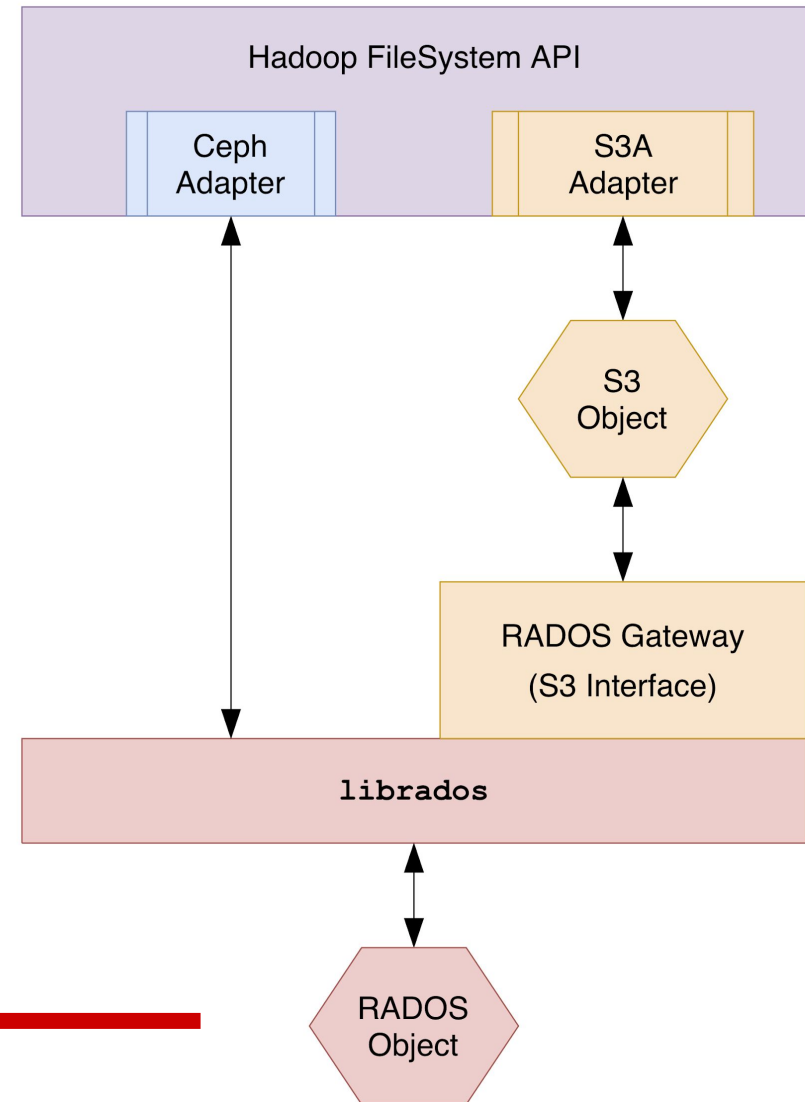 Hadoop FileSystem API
Ceph
Adapter
S3A
Adapter
S3
Object
RADOS Gateway
(S3 Interface)
librados
RADOS
Object